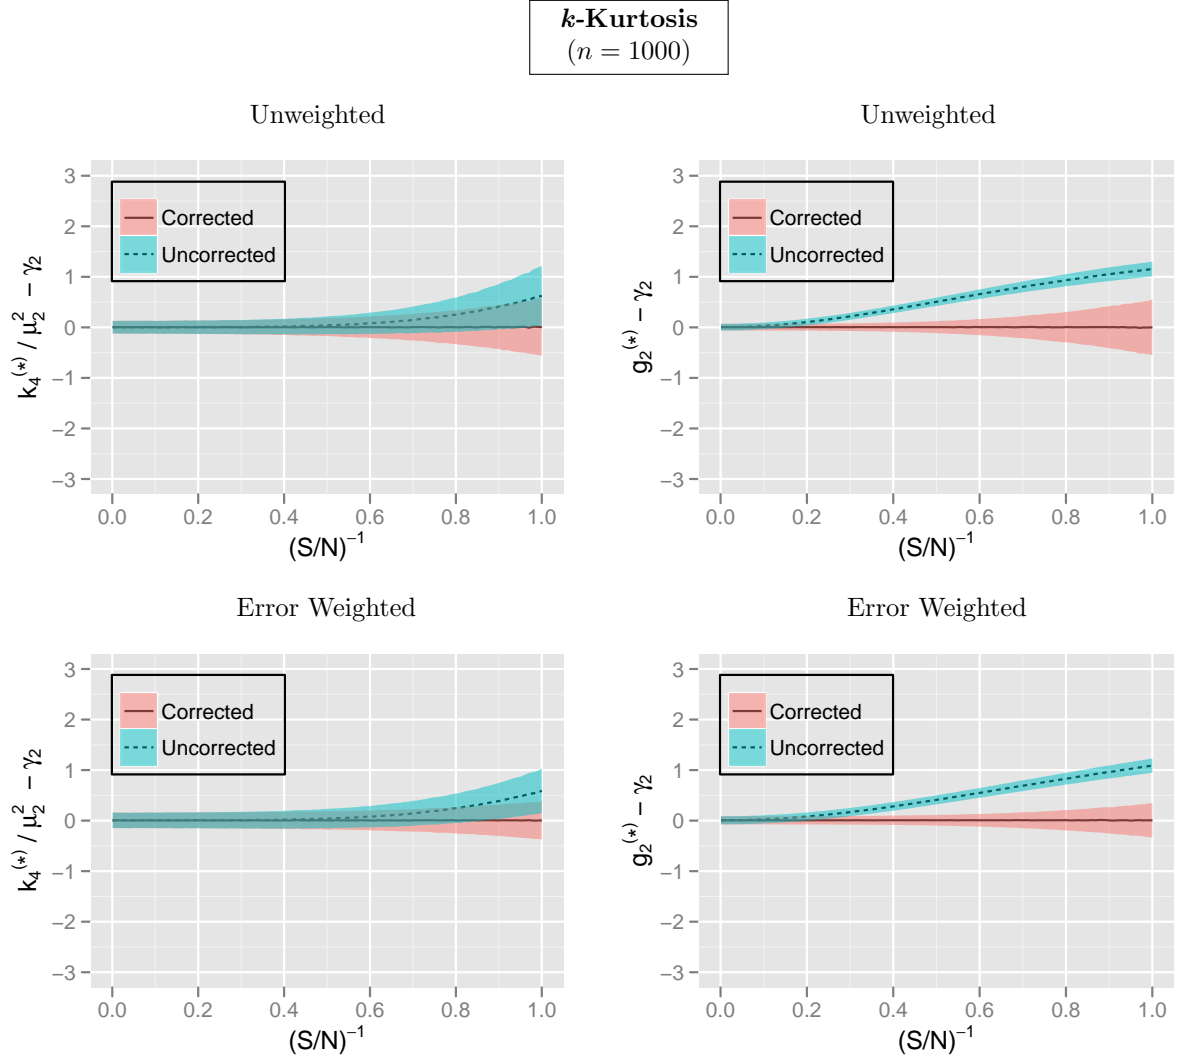 k-Kurtosis
(n = 1000)
Unweighted
3
2
1
0
−1
−2
−3
k₄⁽*⁾ / μ₂² − γ₂
Corrected
Uncorrected
0.0 0.2 0.4 0.6 0.8 1.0
(S/N)⁻¹
Unweighted
3
2
1
0
−1
−2
−3
g₂⁽*⁾ − γ₂
Corrected
Uncorrected
0.0 0.2 0.4 0.6 0.8 1.0
(S/N)⁻¹
Error Weighted
3
2
1
0
−1
−2
−3
k₄⁽*⁾ / μ₂² − γ₂
Corrected
Uncorrected
0.0 0.2 0.4 0.6 0.8 1.0
(S/N)⁻¹
Error Weighted
3
2
1
0
−1
−2
−3
g₂⁽*⁾ − γ₂
Corrected
Uncorrected
0.0 0.2 0.4 0.6 0.8 1.0
(S/N)⁻¹